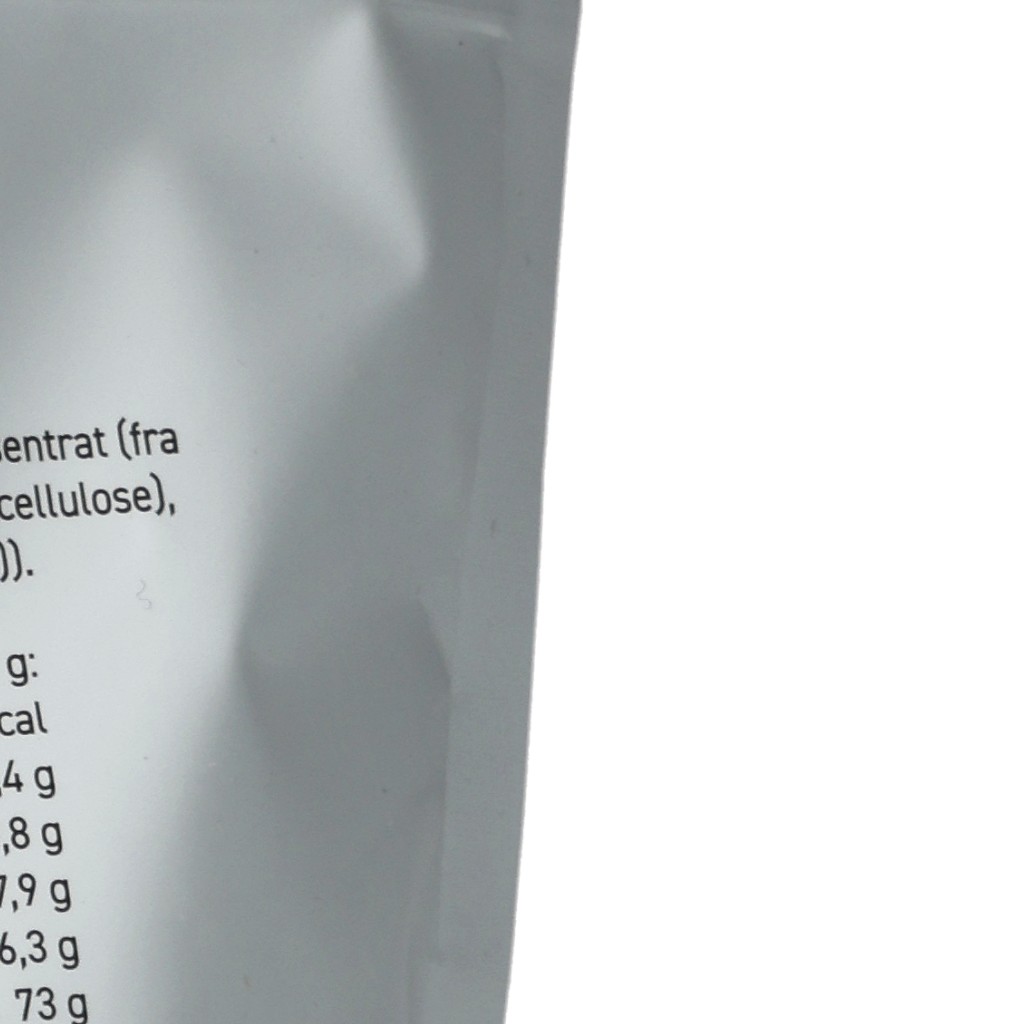 entrat (fra
cellulose),
)).
g:
cal
,4 g
,8 g
7,9 g
6,3 g
73 g